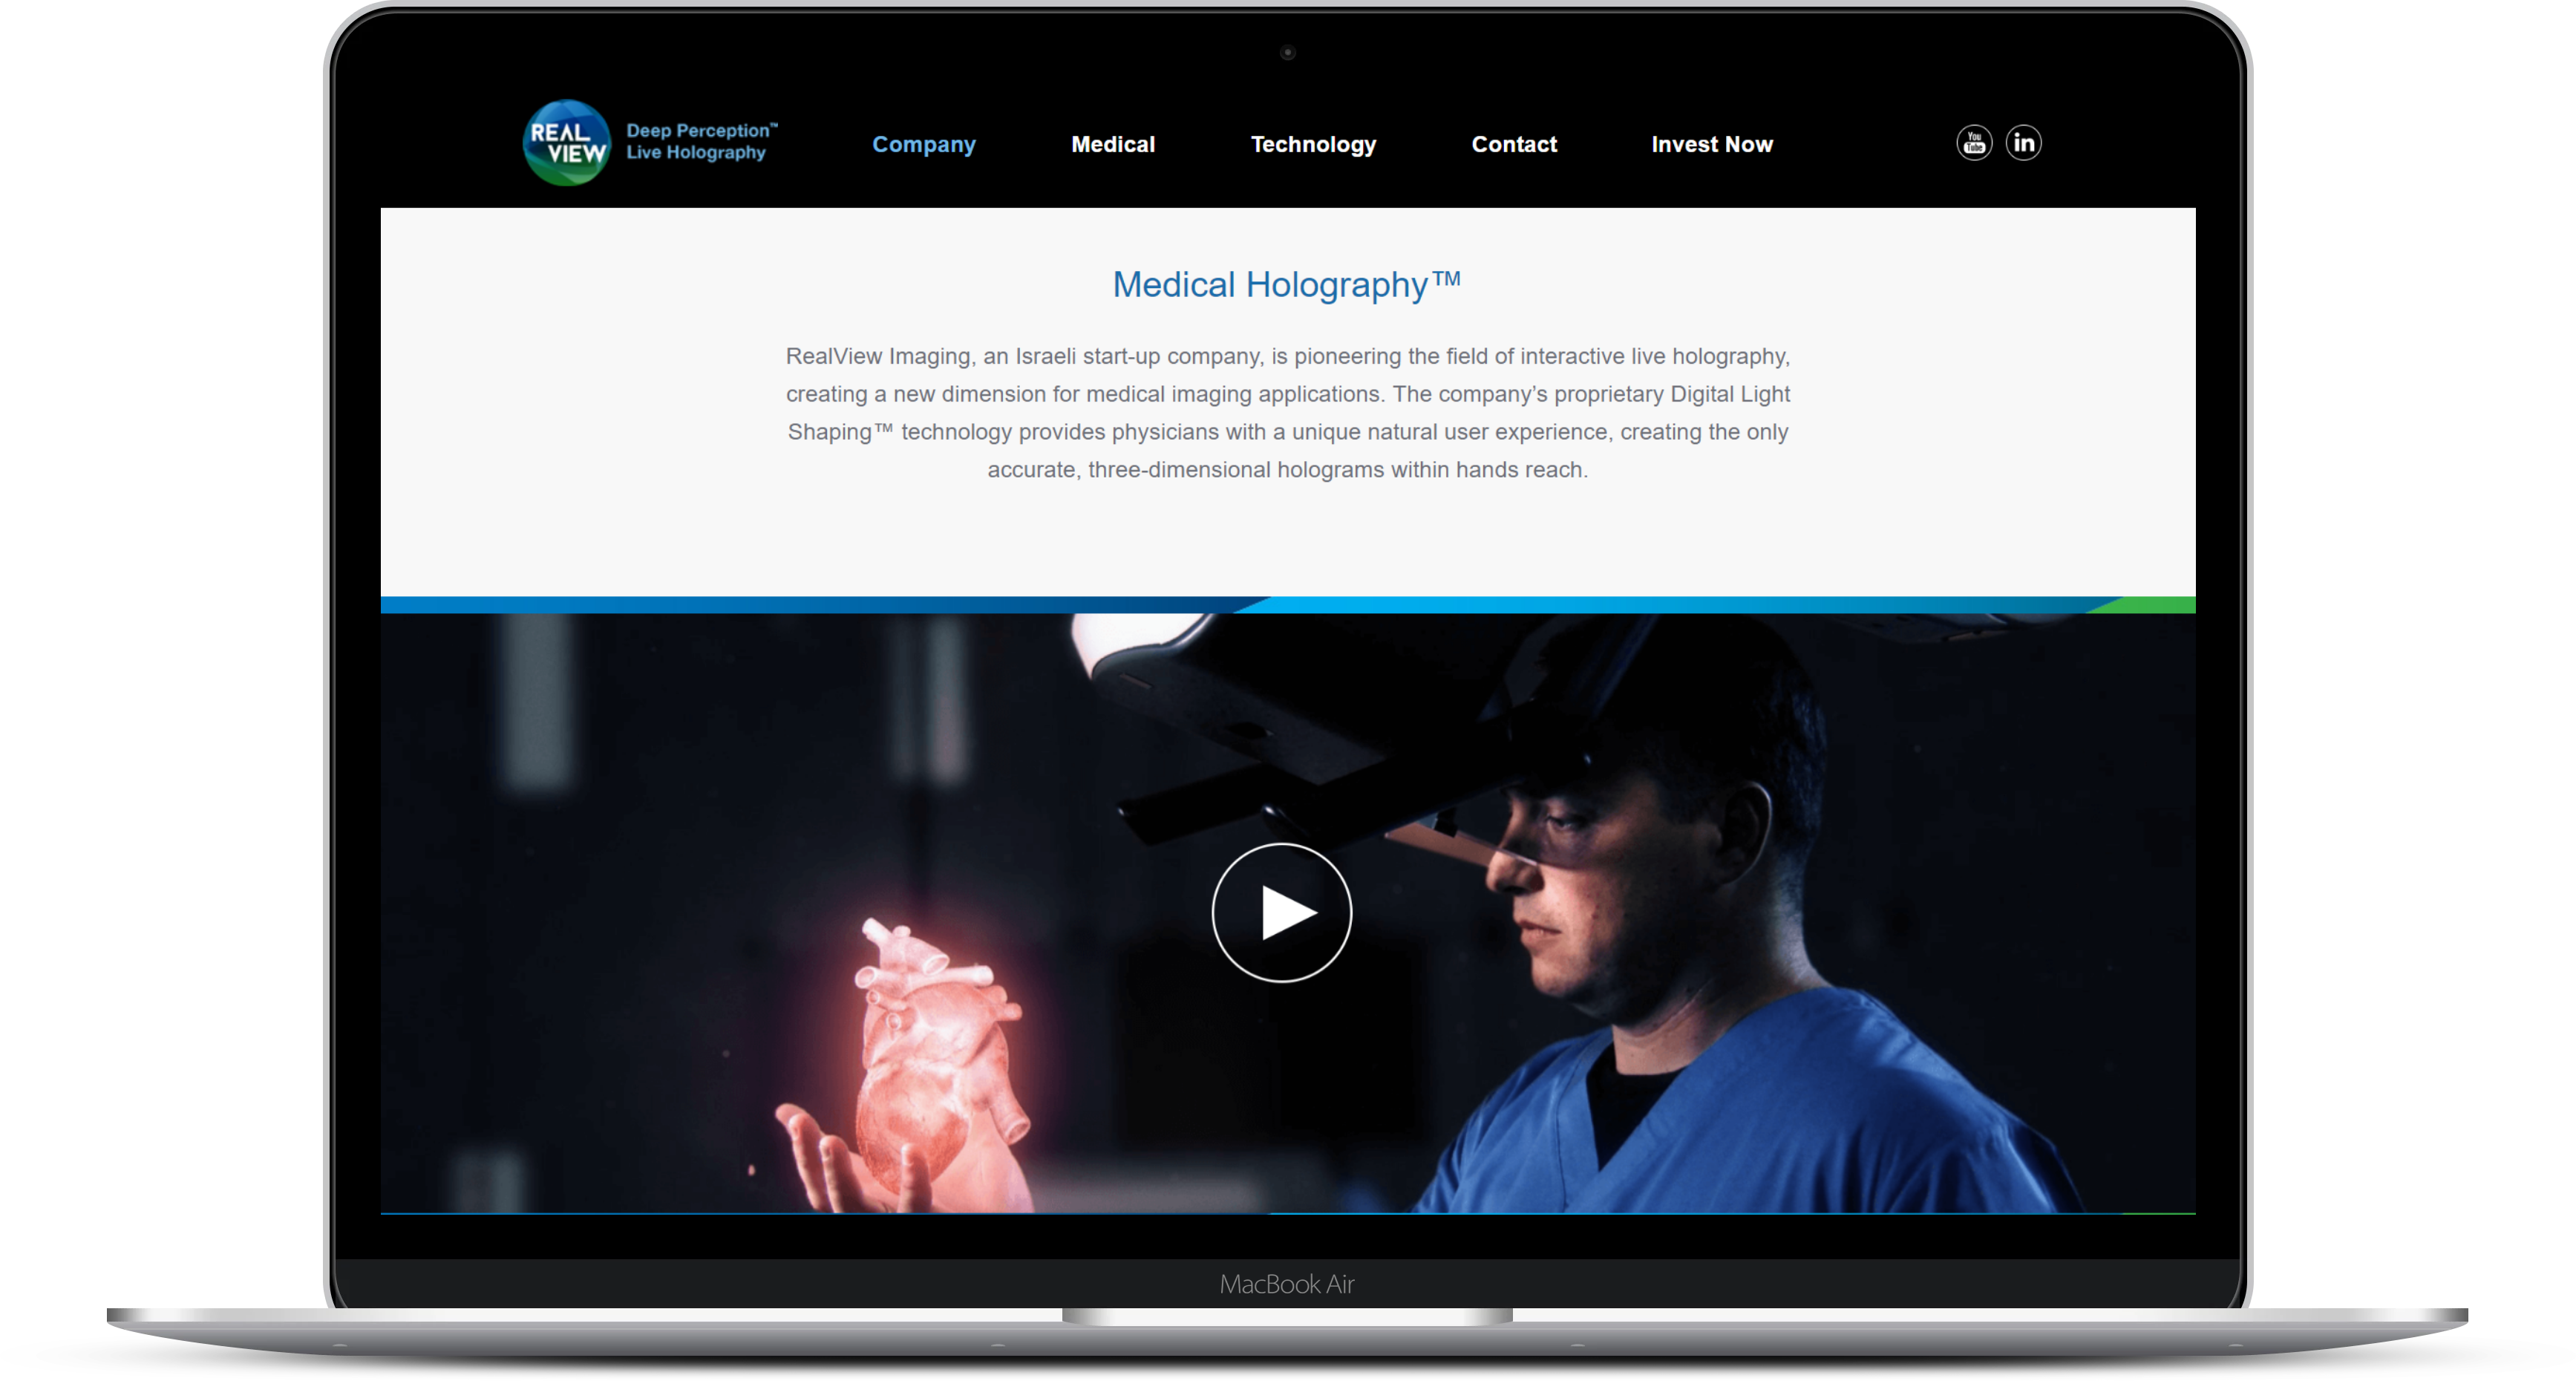 REAL
VIEW
Deep Perception™
Live Holography
Company
Medical
Technology
Contact
Invest Now
You
Tube
in
Medical Holography™
RealView Imaging, an Israeli start-up company, is pioneering the field of interactive live holography,
creating a new dimension for medical imaging applications. The company’s proprietary Digital Light
Shaping™ technology provides physicians with a unique natural user experience, creating the only
accurate, three-dimensional holograms within hands reach.
MacBook Air